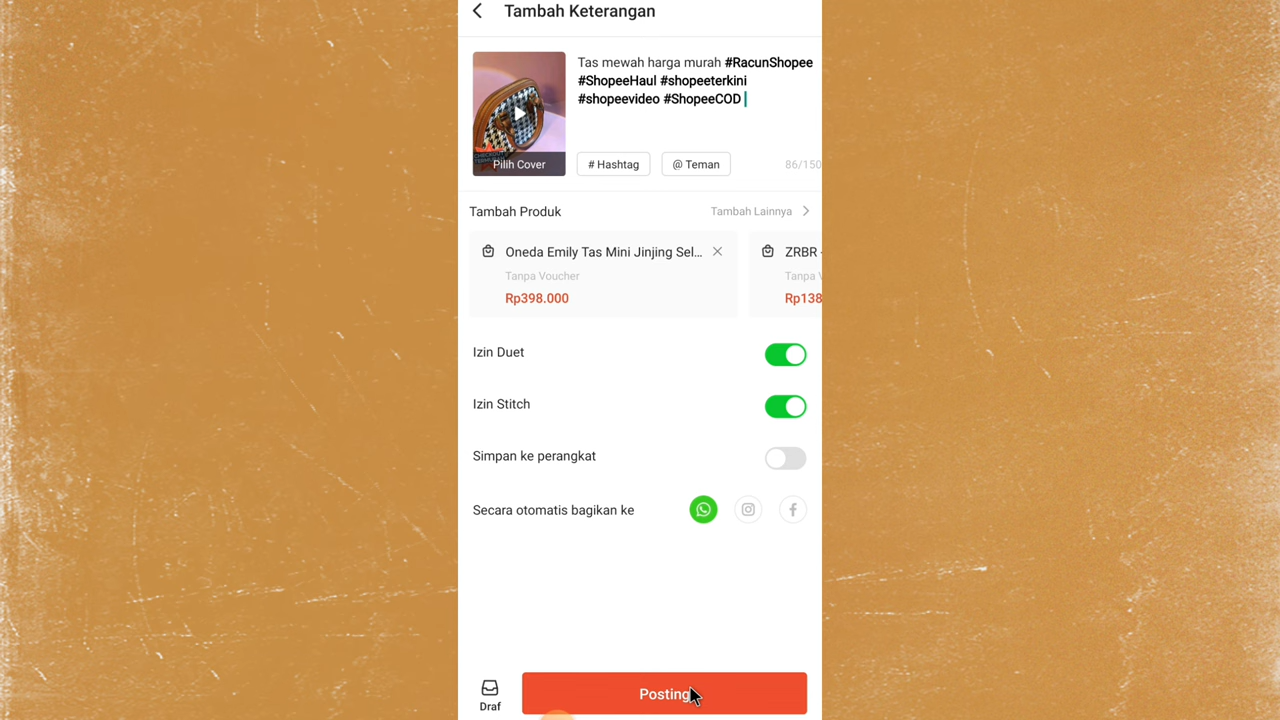 Tambah Keterangan
Tas mewah harga murah #RacunShopee
#ShopeeHaul #shopeeterkini
#shopeevideo #ShopeeCOD
Pilih Cover
# Hashtag
@ Teman
86/150
Tambah Produk
Tambah Lainnya
Oneda Emily Tas Mini Jinjing Sel...
Tanpa Voucher
Rp398.000
ZRBR
Tanpa
Rp138
Izin Duet
Izin Stitch
Simpan ke perangkat
Secara otomatis bagikan ke
Draf
Posting